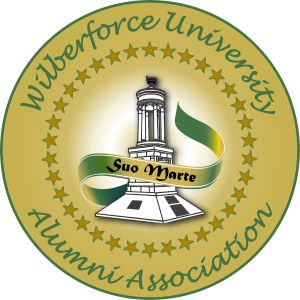 Wilberforce University
Suo Marte
Alumni Association